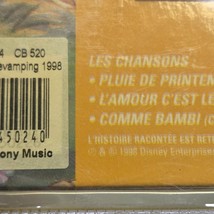 4 CB 520
evamping 1998
450240
ony Music
LES CHANSONS :
• PLUIE DE PRINTEM
• L'AMOUR C'EST LE
• COMME BAMBI (C
L'HISTOIRE RACONTÉE EST RET
℗ & © 1998 Disney Enterprises